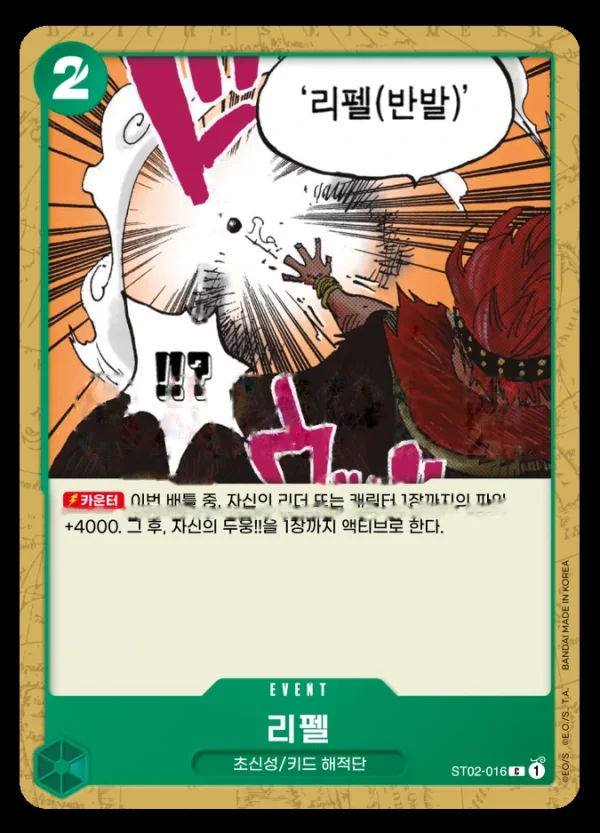 2
'리펠(반발)'
!!?
카운터 이번 배틀 중, 자신의 리더 또는 캐릭터 1장까지의 파워
+4000. 그 후, 자신의 두웅!!을 1장까지 액티브로 한다.
EVENT
리펠
초신성/키드 해적단
ST02-016 C 1
©E.O/S. ©E.O./S., T.A. BANDAI MADE IN KOREA